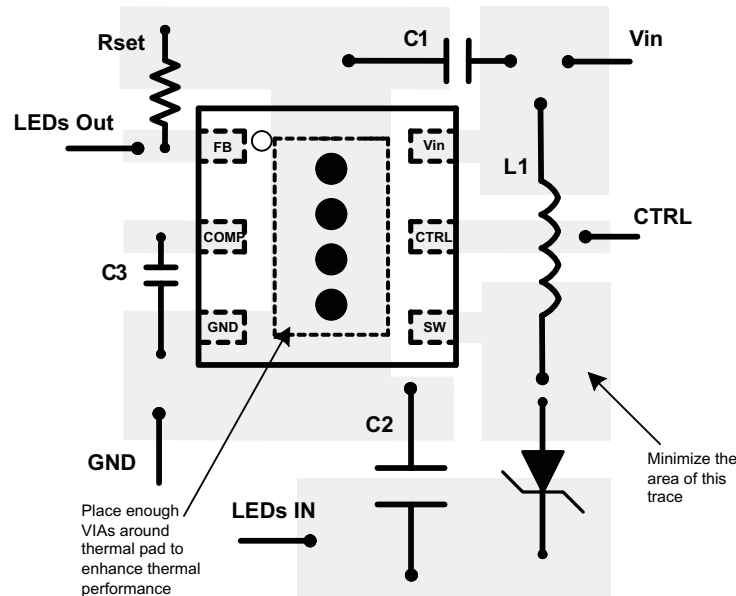 Rset
C1
Vin
LEDs Out
FB
Vin
L1
COMP
CTRL
CTRL
C3
GND
SW
C2
GND
Minimize the
area of this
trace
Place enough
VIAs around
thermal pad to
enhance thermal
performance
LEDs IN